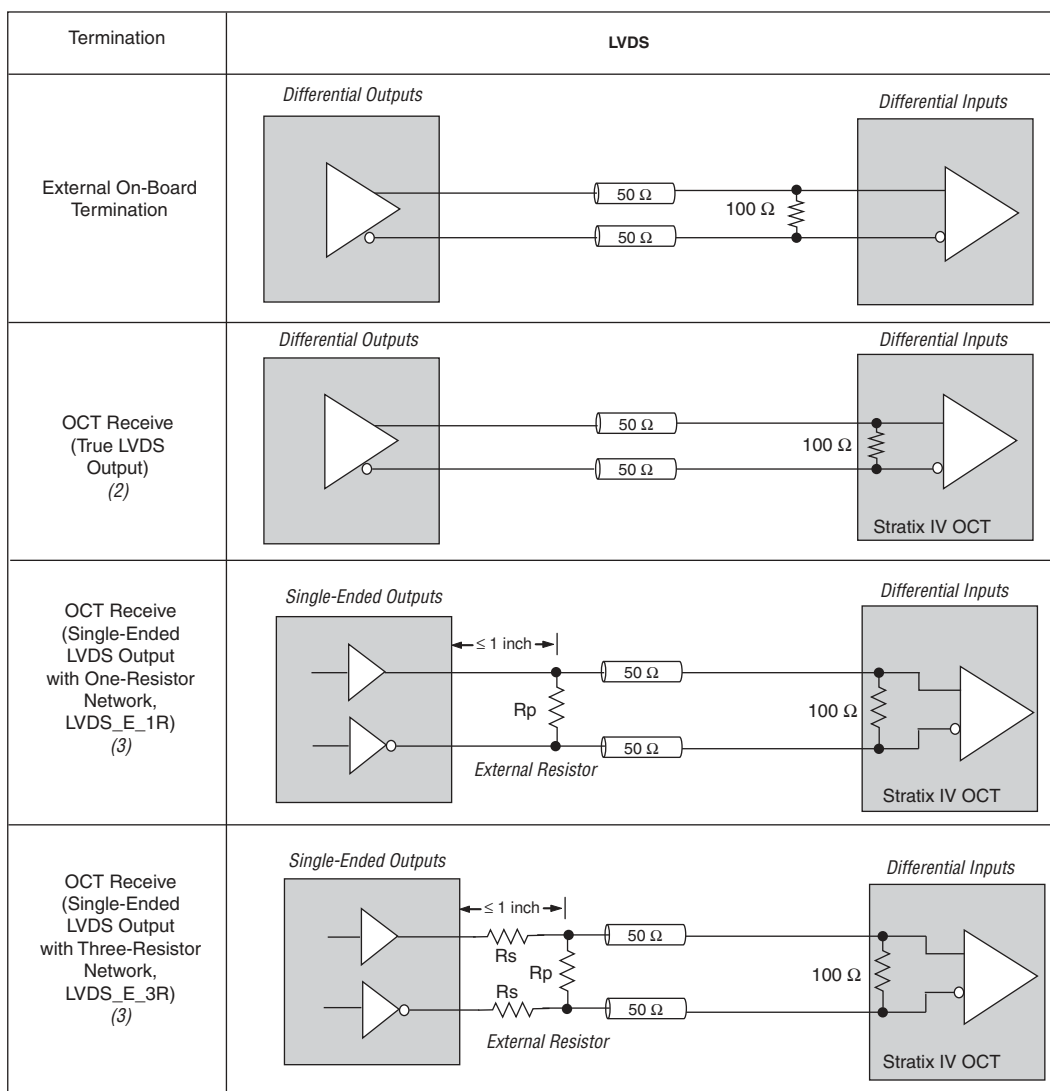 Termination
LVDS
External On-Board
Termination
Differential Outputs
Differential Inputs
50 Ω
100 Ω
50 Ω
OCT Receive
(True LVDS
Output)
(2)
Differential Outputs
Differential Inputs
50 Ω
100 Ω
50 Ω
Stratix IV OCT
OCT Receive
(Single-Ended
LVDS Output
with One-Resistor
Network,
LVDS_E_1R)
(3)
Single-Ended Outputs
Differential Inputs
≤ 1 inch
50 Ω
Rp
100 Ω
50 Ω
External Resistor
Stratix IV OCT
OCT Receive
(Single-Ended
LVDS Output
with Three-Resistor
Network,
LVDS_E_3R)
(3)
Single-Ended Outputs
Differential Inputs
≤ 1 inch
50 Ω
Rs
Rp
100 Ω
Rs
50 Ω
External Resistor
Stratix IV OCT